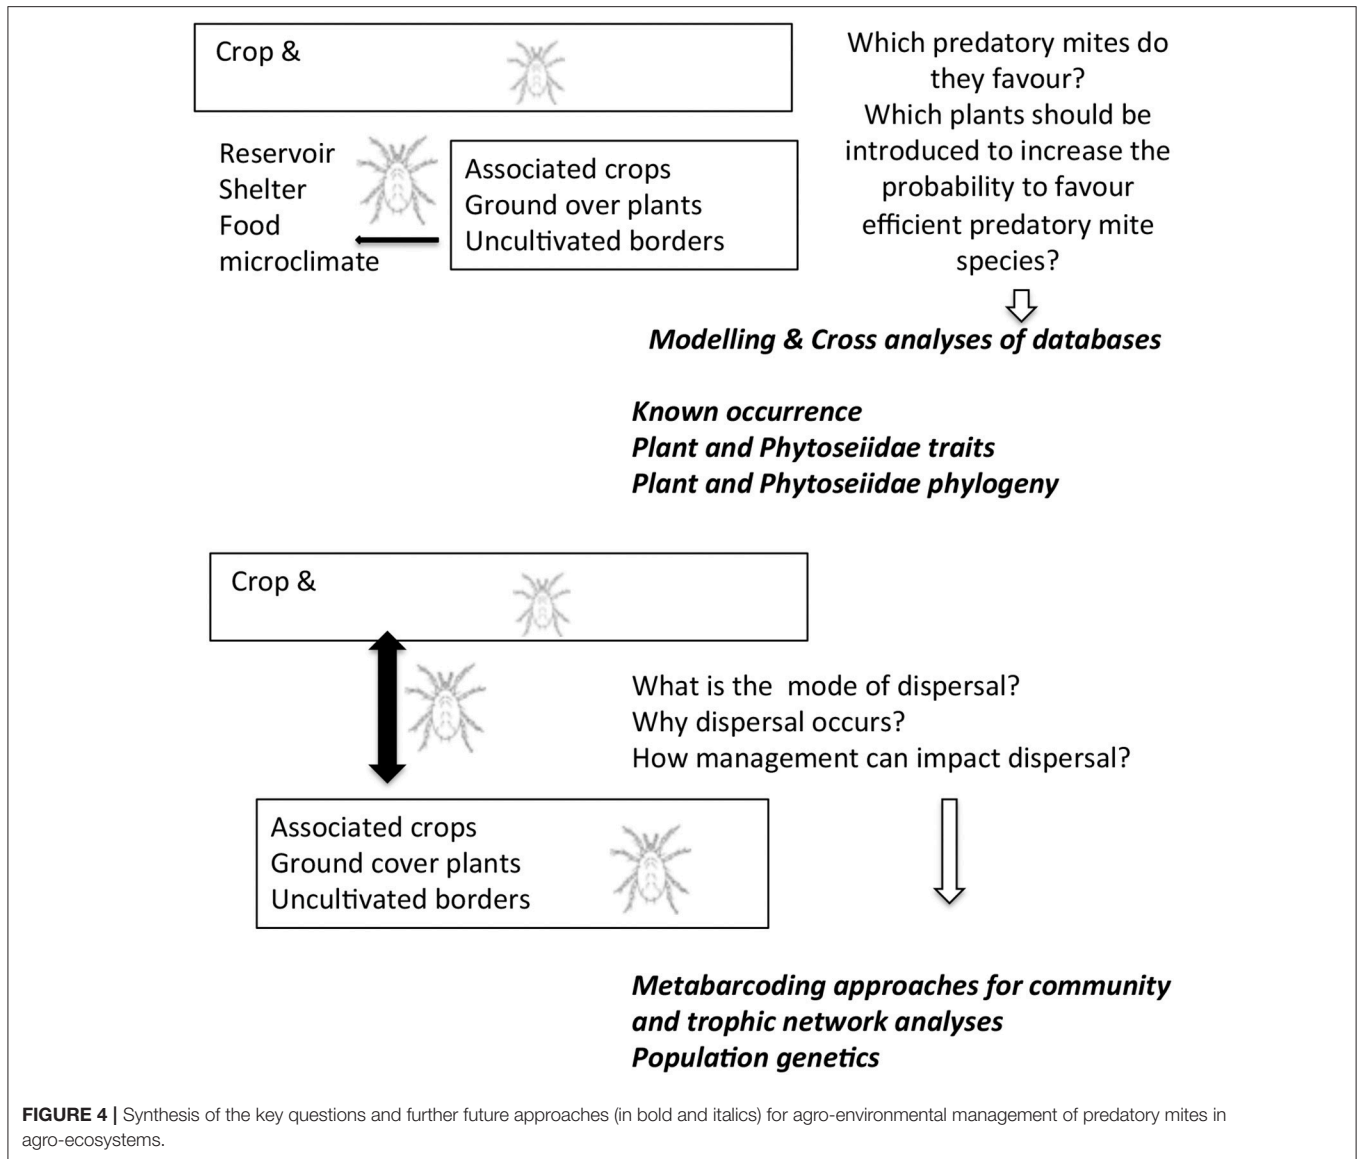 Crop &
Which predatory mites do
they favour?
Which plants should be
introduced to increase the
probability to favour
efficient predatory mite
species?
Reservoir
Shelter
Food
microclimate
Associated crops
Ground over plants
Uncultivated borders
Modelling & Cross analyses of databases
Known occurrence
Plant and Phytoseiidae traits
Plant and Phytoseiidae phylogeny
Crop &
What is the mode of dispersal?
Why dispersal occurs?
How management can impact dispersal?
Associated crops
Ground cover plants
Uncultivated borders
Metabarcoding approaches for community
and trophic network analyses
Population genetics
FIGURE 4 | Synthesis of the key questions and further future approaches (in bold and italics) for agro-environmental management of predatory mites in
agro-ecosystems.